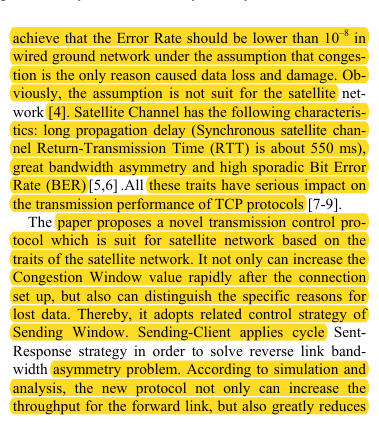 achieve that the Error Rate should be lower than 10⁻⁸ in
wired ground network under the assumption that conges-
tion is the only reason caused data loss and damage. Ob-
viously, the assumption is not suit for the satellite net-
work [4]. Satellite Channel has the following characteris-
tics: long propagation delay (Synchronous satellite chan-
nel Return-Transmission Time (RTT) is about 550 ms),
great bandwidth asymmetry and high sporadic Bit Error
Rate (BER) [5,6] .All these traits have serious impact on
the transmission performance of TCP protocols [7-9].
The paper proposes a novel transmission control pro-
tocol which is suit for satellite network based on the
traits of the satellite network. It not only can increase the
Congestion Window value rapidly after the connection
set up, but also can distinguish the specific reasons for
lost data. Thereby, it adopts related control strategy of
Sending Window. Sending-Client applies cycle Sent-
Response strategy in order to solve reverse link band-
width asymmetry problem. According to simulation and
analysis, the new protocol not only can increase the
throughput for the forward link, but also greatly reduces